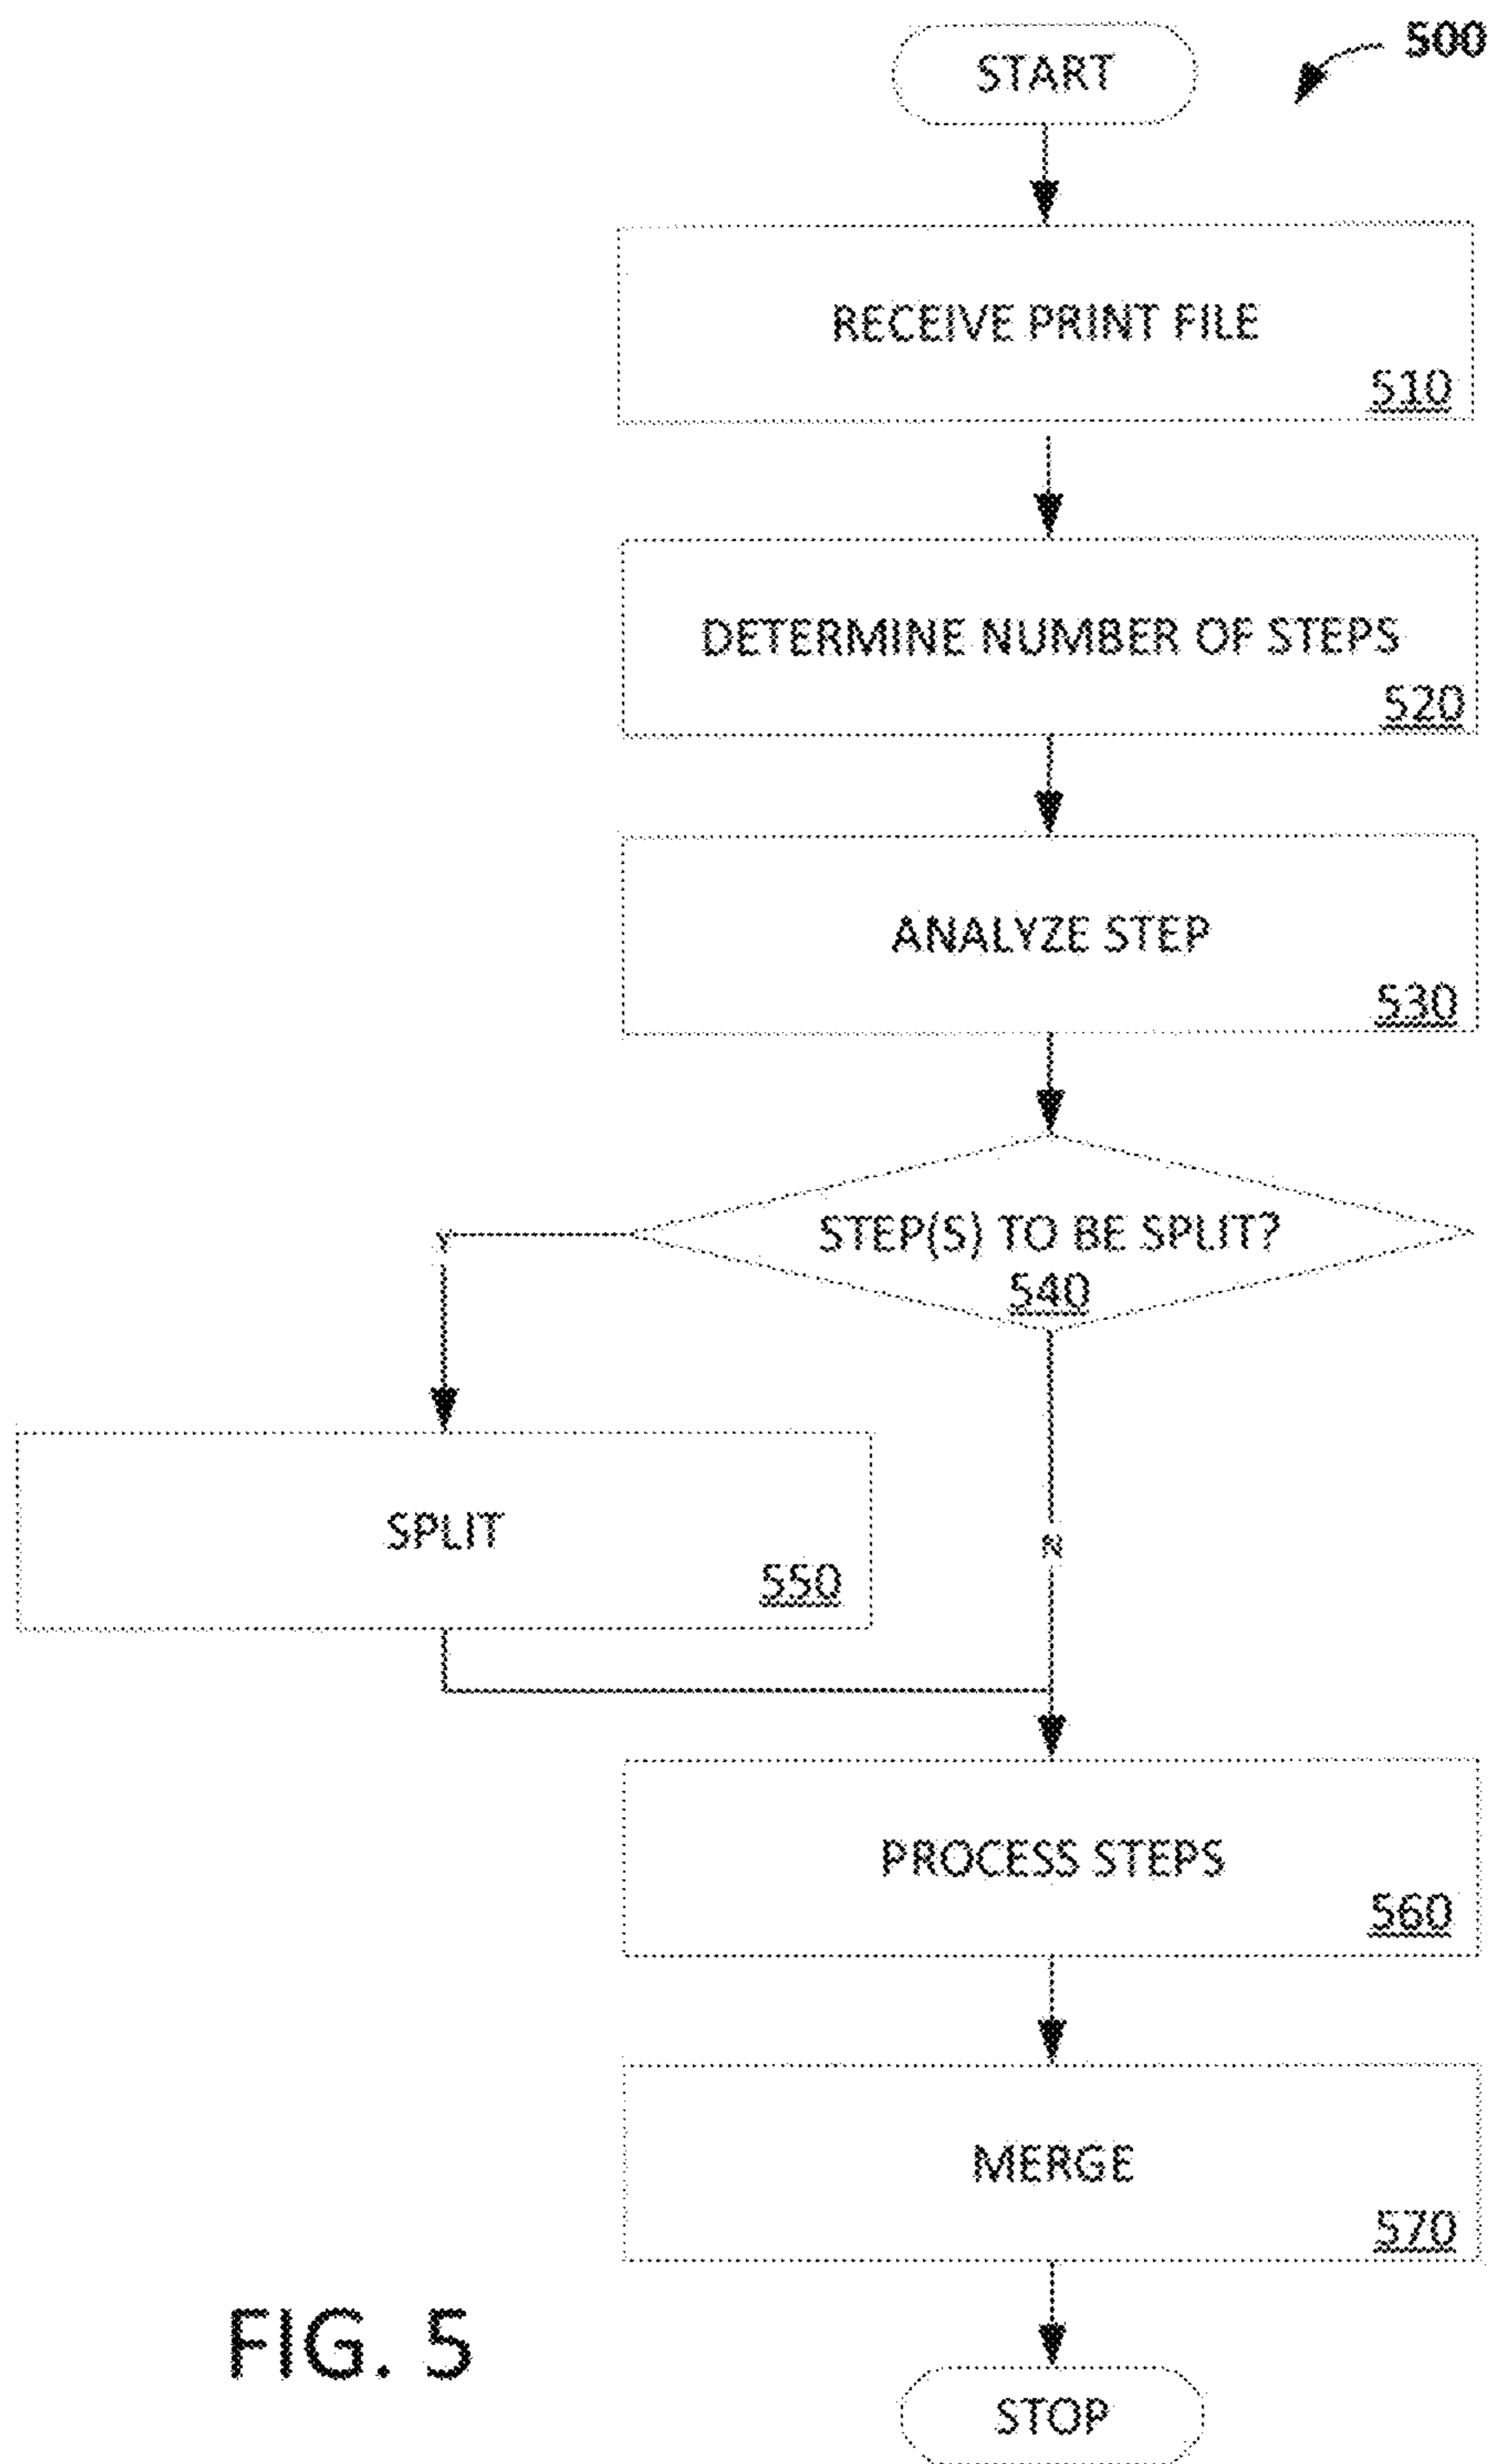 500
START
RECEIVE PRINT FILE
510
DETERMINE NUMBER OF STEPS
520
ANALYZE STEP
530
STEP(S) TO BE SPLIT?
540
Y
SPLIT
550
N
PROCESS STEPS
560
MERGE
570
FIG. 5
STOP